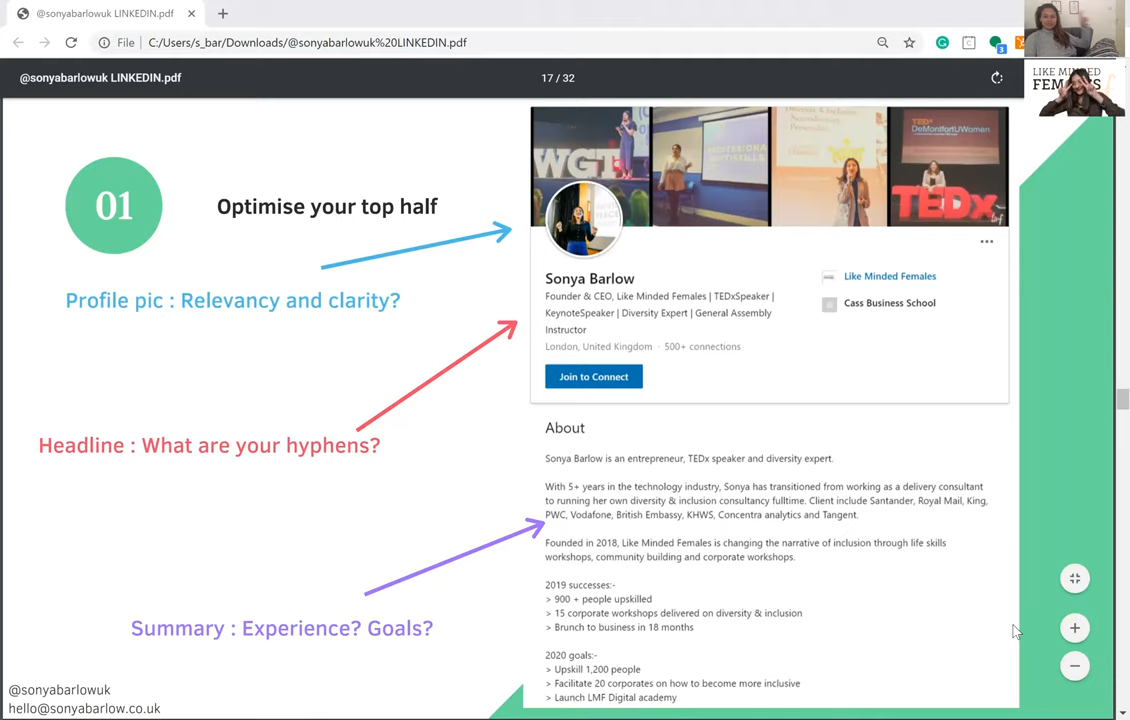 @sonyabarlowuk LINKEDIN.pdf
File
C:/Users/s_bar/Downloads/@sonyabarlowuk%20LINKEDIN.pdf
3
@sonyabarlowuk LINKEDIN.pdf
17 / 32
LIKE MINDED
FEM
S
01
Optimise your top half
Profile pic : Relevancy and clarity?
Headline : What are your hyphens?
Summary : Experience? Goals?
@sonyabarlowuk
hello@sonyabarlow.co.uk
WGT
TEDx
DeMontfortUWomen
TEDx
Sonya Barlow
Founder & CEO, Like Minded Females | TEDxSpeaker |
KeynoteSpeaker | Diversity Expert | General Assembly
Instructor
London, United Kingdom · 500+ connections
Join to Connect
Like Minded Females
Cass Business School
About
Sonya Barlow is an entrepreneur, TEDx speaker and diversity expert.
With 5+ years in the technology industry, Sonya has transitioned from working as a delivery consultant
to running her own diversity & inclusion consultancy fulltime. Client include Santander, Royal Mail, King,
PWC, Vodafone, British Embassy, KHWS, Concentra analytics and Tangent.
Founded in 2018, Like Minded Females is changing the narrative of inclusion through life skills
workshops, community building and corporate workshops.
2019 successes:-
> 900 + people upskilled
> 15 corporate workshops delivered on diversity & inclusion
> Brunch to business in 18 months
2020 goals:-
> Upskill 1,200 people
> Facilitate 20 corporates on how to become more inclusive
> Launch LMF Digital academy